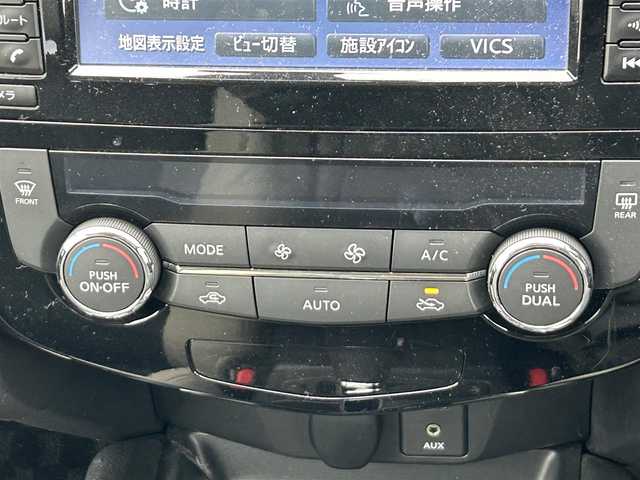 時計 音声操作
地図表示設定 ビュー切替 施設アイコン VICS
FRONT
REAR
MODE
A/C
PUSH
ON·OFF
AUTO
PUSH
DUAL
AUX